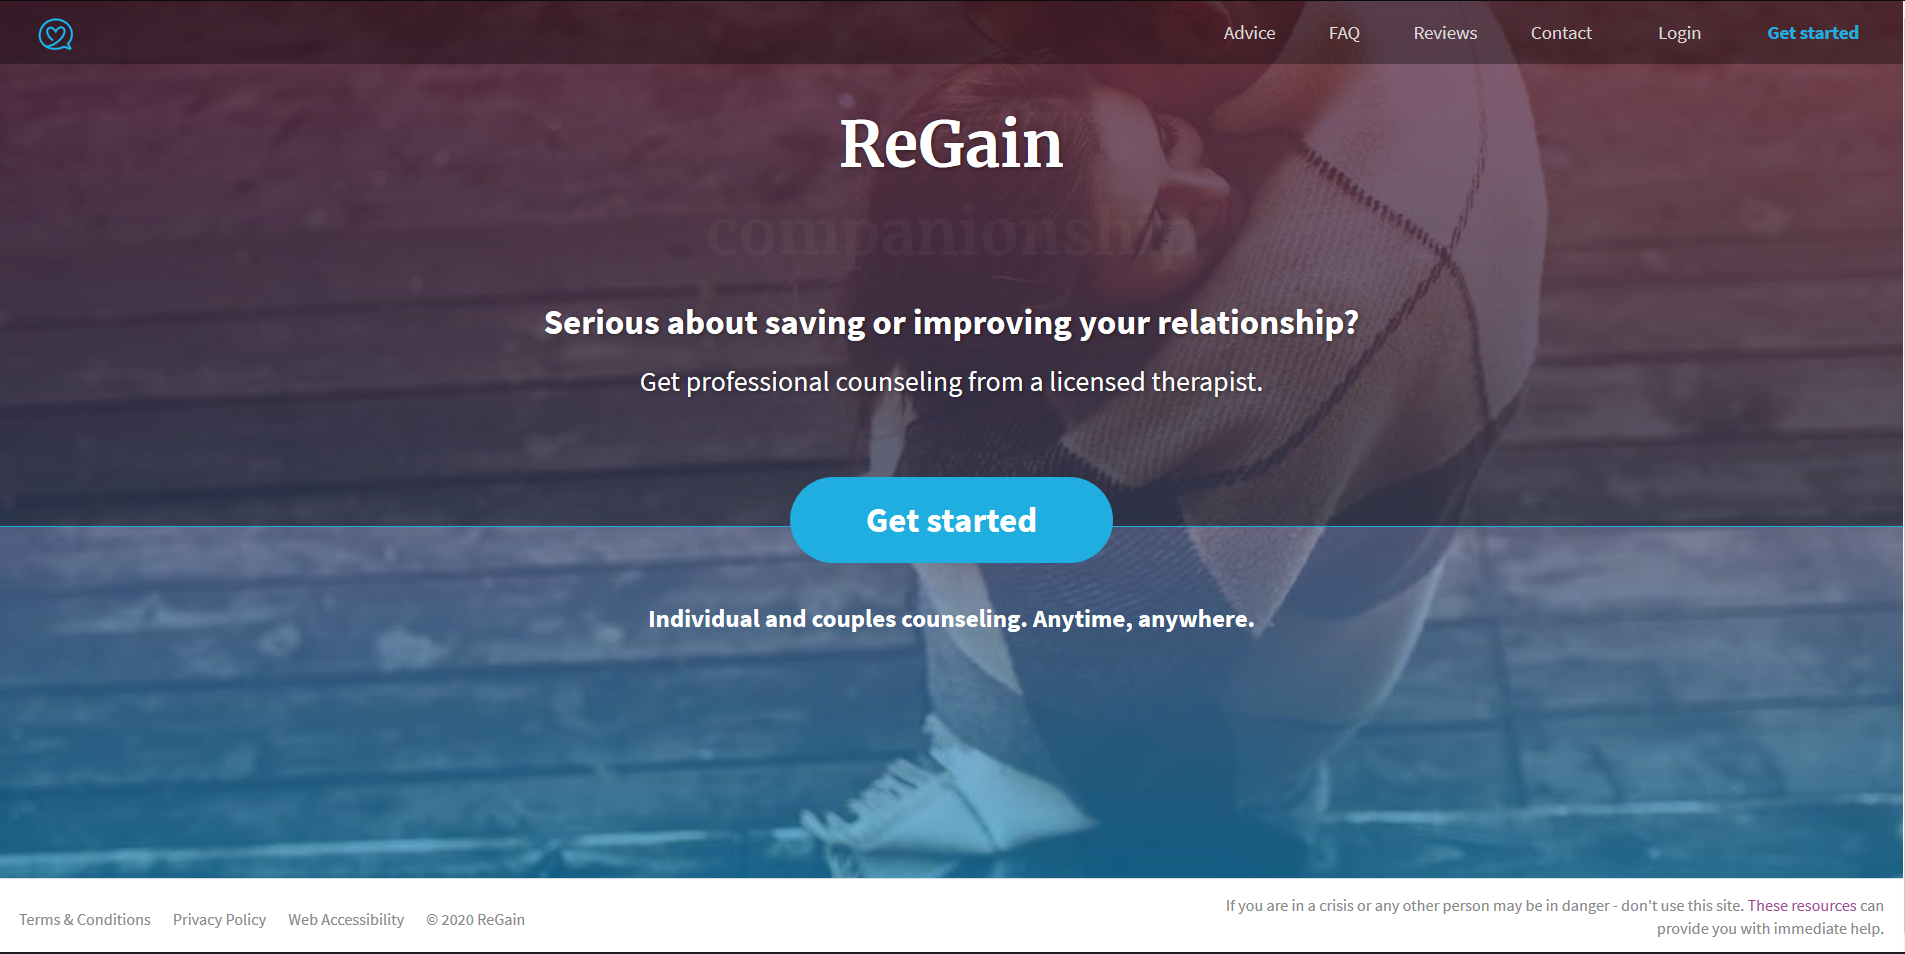 Advice FAQ Reviews Contact Login Get started
ReGain
companionship
Serious about saving or improving your relationship?
Get professional counseling from a licensed therapist.
Get started
Individual and couples counseling. Anytime, anywhere.
Terms & Conditions Privacy Policy Web Accessibility © 2020 ReGain
If you are in a crisis or any other person may be in danger - don't use this site. These resources can
provide you with immediate help.